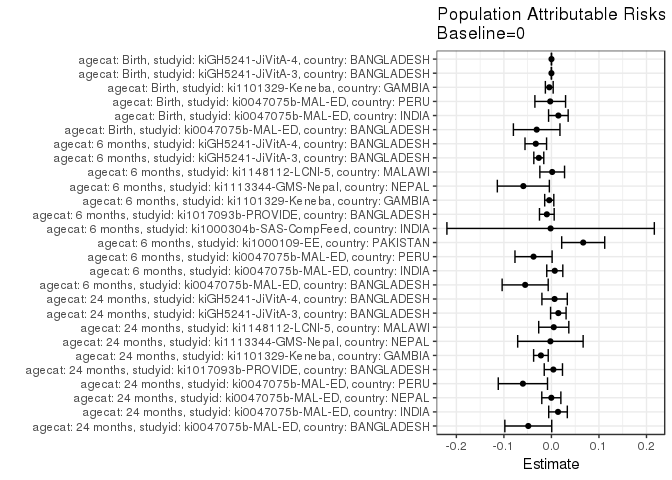 Population Attributable Risks
Baseline=0
agecat: Birth, studyid: kiGH5241-JiVitA-4, country: BANGLADESH
agecat: Birth, studyid: kiGH5241-JiVitA-3, country: BANGLADESH
agecat: Birth, studyid: ki1101329-Keneba, country: GAMBIA
agecat: Birth, studyid: ki0047075b-MAL-ED, country: PERU
agecat: Birth, studyid: ki0047075b-MAL-ED, country: INDIA
agecat: Birth, studyid: ki0047075b-MAL-ED, country: BANGLADESH
agecat: 6 months, studyid: kiGH5241-JiVitA-4, country: BANGLADESH
agecat: 6 months, studyid: kiGH5241-JiVitA-3, country: BANGLADESH
agecat: 6 months, studyid: ki1148112-LCNI-5, country: MALAWI
agecat: 6 months, studyid: ki1113344-GMS-Nepal, country: NEPAL
agecat: 6 months, studyid: ki1101329-Keneba, country: GAMBIA
agecat: 6 months, studyid: ki1017093b-PROVIDE, country: BANGLADESH
agecat: 6 months, studyid: ki1000304b-SAS-CompFeed, country: INDIA
agecat: 6 months, studyid: ki1000109-EE, country: PAKISTAN
agecat: 6 months, studyid: ki0047075b-MAL-ED, country: PERU
agecat: 6 months, studyid: ki0047075b-MAL-ED, country: INDIA
agecat: 6 months, studyid: ki0047075b-MAL-ED, country: BANGLADESH
agecat: 24 months, studyid: kiGH5241-JiVitA-4, country: BANGLADESH
agecat: 24 months, studyid: kiGH5241-JiVitA-3, country: BANGLADESH
agecat: 24 months, studyid: ki1148112-LCNI-5, country: MALAWI
agecat: 24 months, studyid: ki1113344-GMS-Nepal, country: NEPAL
agecat: 24 months, studyid: ki1101329-Keneba, country: GAMBIA
agecat: 24 months, studyid: ki1017093b-PROVIDE, country: BANGLADESH
agecat: 24 months, studyid: ki0047075b-MAL-ED, country: PERU
agecat: 24 months, studyid: ki0047075b-MAL-ED, country: NEPAL
agecat: 24 months, studyid: ki0047075b-MAL-ED, country: INDIA
agecat: 24 months, studyid: ki0047075b-MAL-ED, country: BANGLADESH
-0.2 -0.1 0.0 0.1 0.2
Estimate